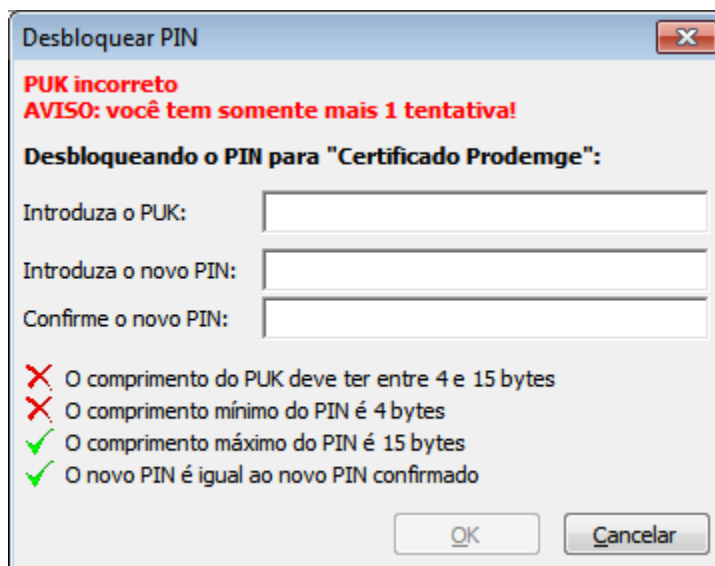 Desbloquear PIN
PUK incorreto
AVISO: você tem somente mais 1 tentativa!
Desbloqueando o PIN para "Certificado Prodemge":
Introduza o PUK:
Introduza o novo PIN:
Confirme o novo PIN:
O comprimento do PUK deve ter entre 4 e 15 bytes
O comprimento mínimo do PIN é 4 bytes
O comprimento máximo do PIN é 15 bytes
O novo PIN é igual ao novo PIN confirmado
OK Cancelar